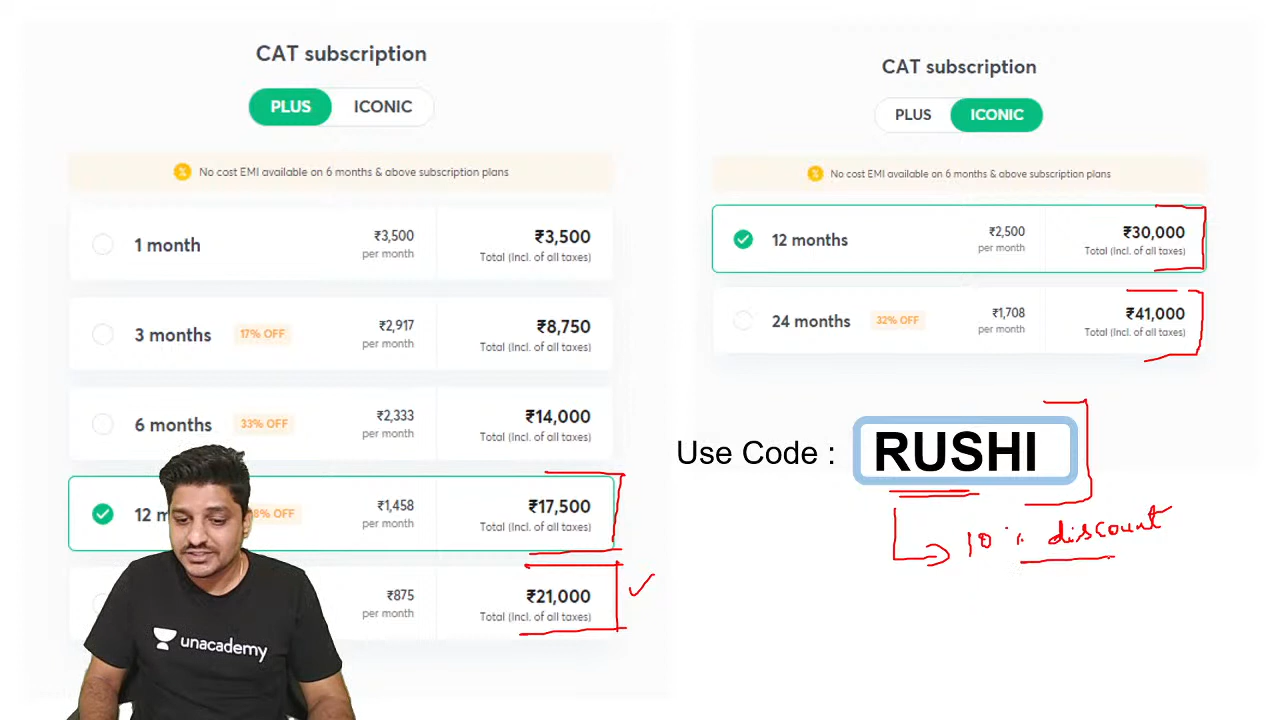 CAT subscription
PLUS ICONIC
No cost EMI available on 6 months & above subscription plans
1 month ₹3,500 per month ₹3,500 Total (Incl. of all taxes)
3 months 17% OFF ₹2,917 per month ₹8,750 Total (Incl. of all taxes)
6 months 33% OFF ₹2,333 per month ₹14,000 Total (Incl. of all taxes)
12 m 8% OFF ₹1,458 per month ₹17,500 Total (Incl. of all taxes)
₹875 per month ₹21,000 Total (Incl. of all taxes)
unacademy
CAT subscription
PLUS ICONIC
No cost EMI available on 6 months & above subscription plans
12 months ₹2,500 per month ₹30,000 Total (Incl. of all taxes)
24 months 32% OFF ₹1,708 per month ₹41,000 Total (Incl. of all taxes)
Use Code : RUSHI
10 % discount